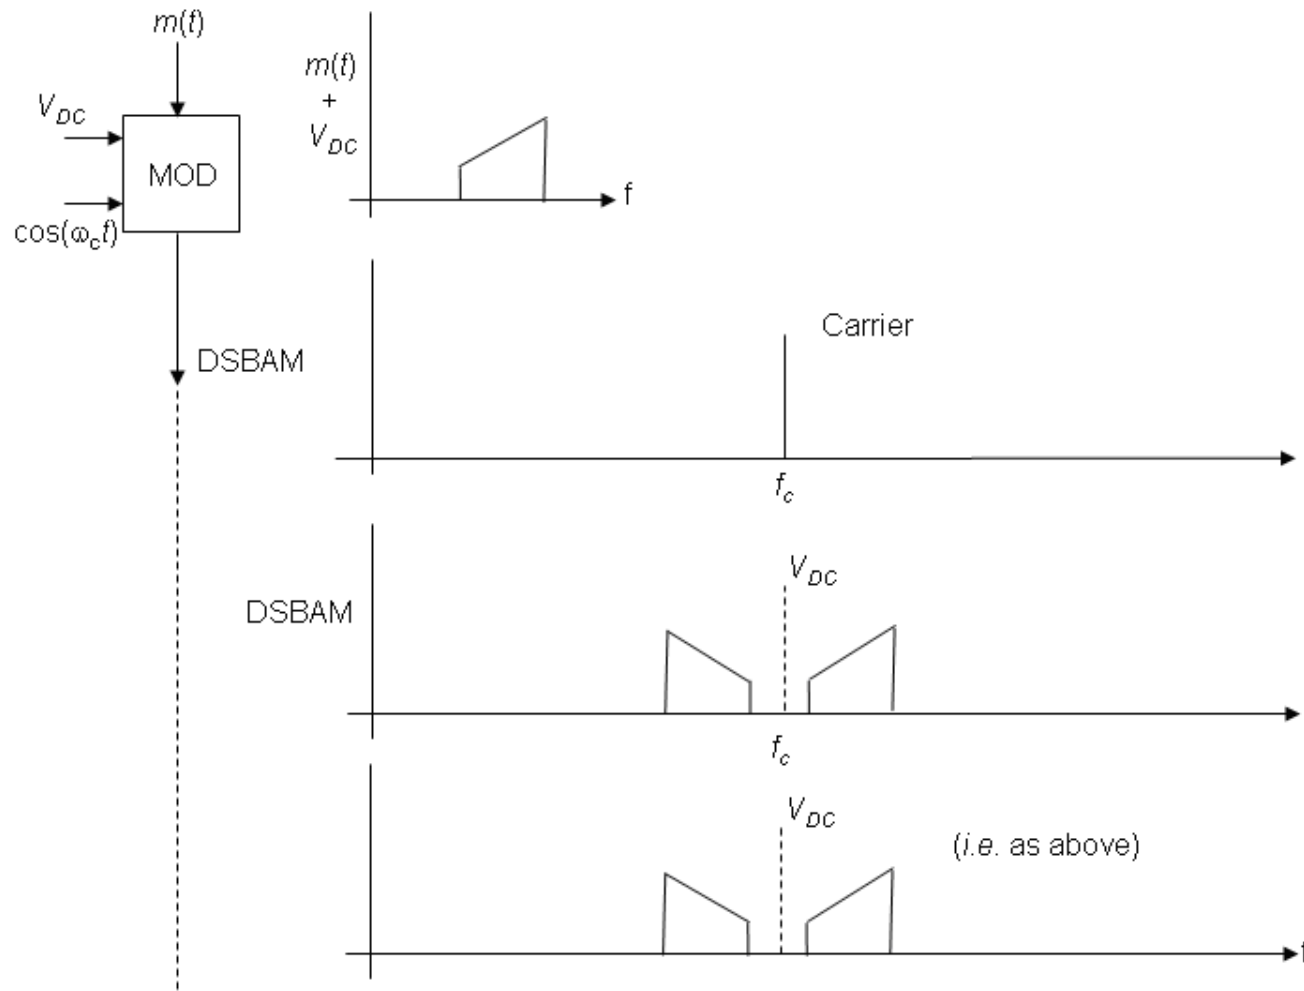 m(t)
V_DC
MOD
cos(ω_c t)
DSBAM
m(t)
+
V_DC
f
Carrier
f_c
V_DC
DSBAM
f_c
V_DC
(i.e. as above)
f